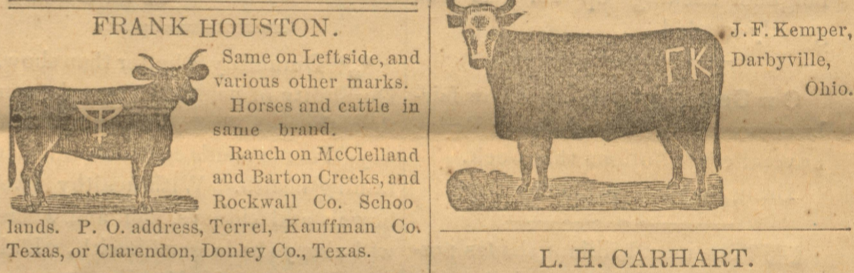 FRANK HOUSTON.
Same on Left side, and
various other marks.
Horses and cattle in
same brand.
Ranch on McClelland
and Barton Creeks, and
Rockwall Co. Schoo
lands. P. O. address, Terrel, Kauffman Co.
Texas, or Clarendon, Donley Co., Texas.
FK
J. F. Kemper,
Darbyville,
Ohio.
L. H. CARHART.